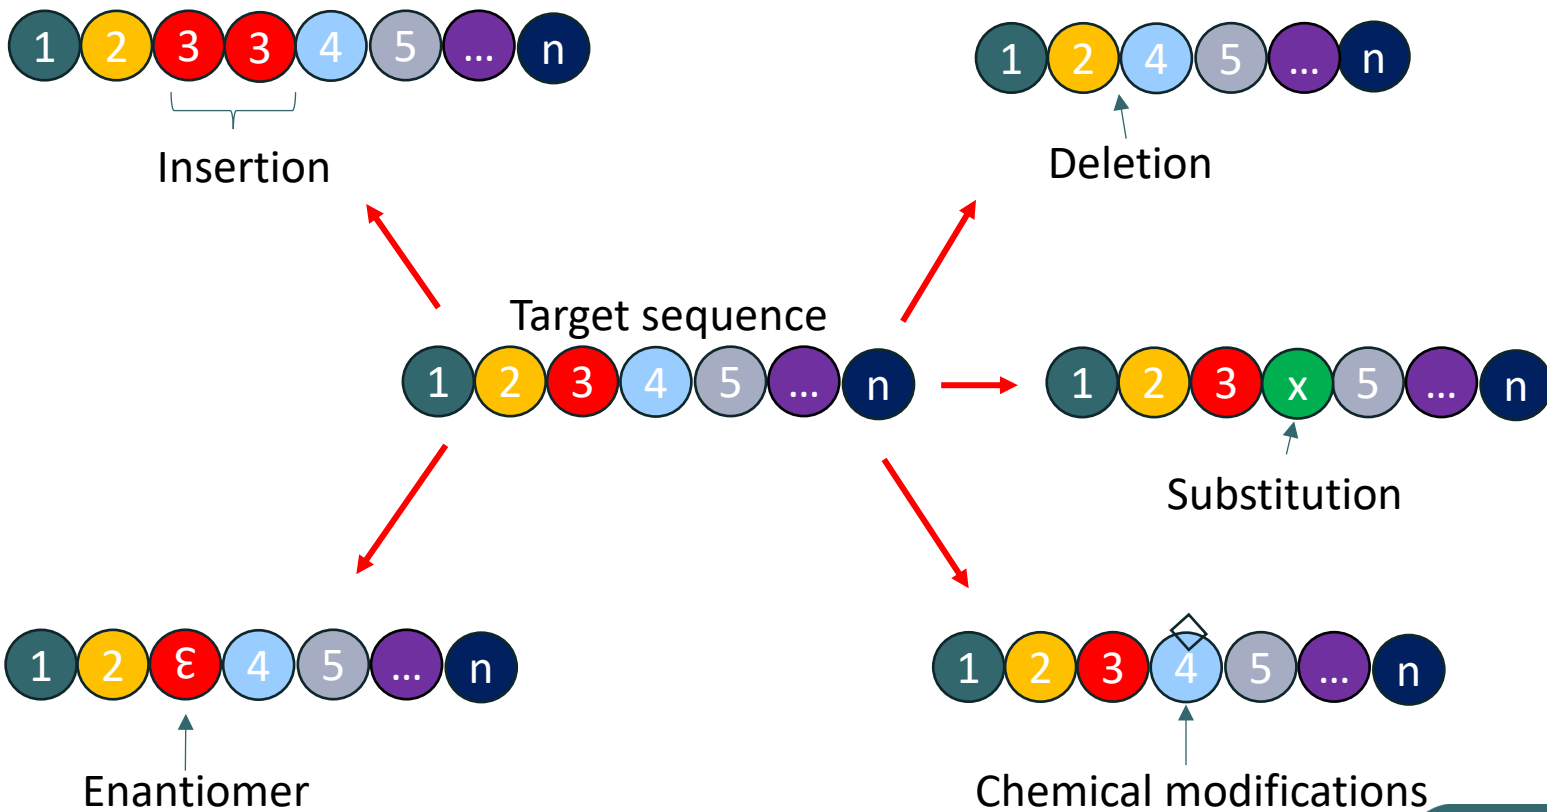 1 2 3 3 4 5 ... n
Insertion
1 2 4 5 ... n
Deletion
Target sequence
1 2 3 4 5 ... n
1 2 3 x 5 ... n
Substitution
1 2 Ɛ 4 5 ... n
Enantiomer
1 2 3 4 5 ... n
Chemical modifications